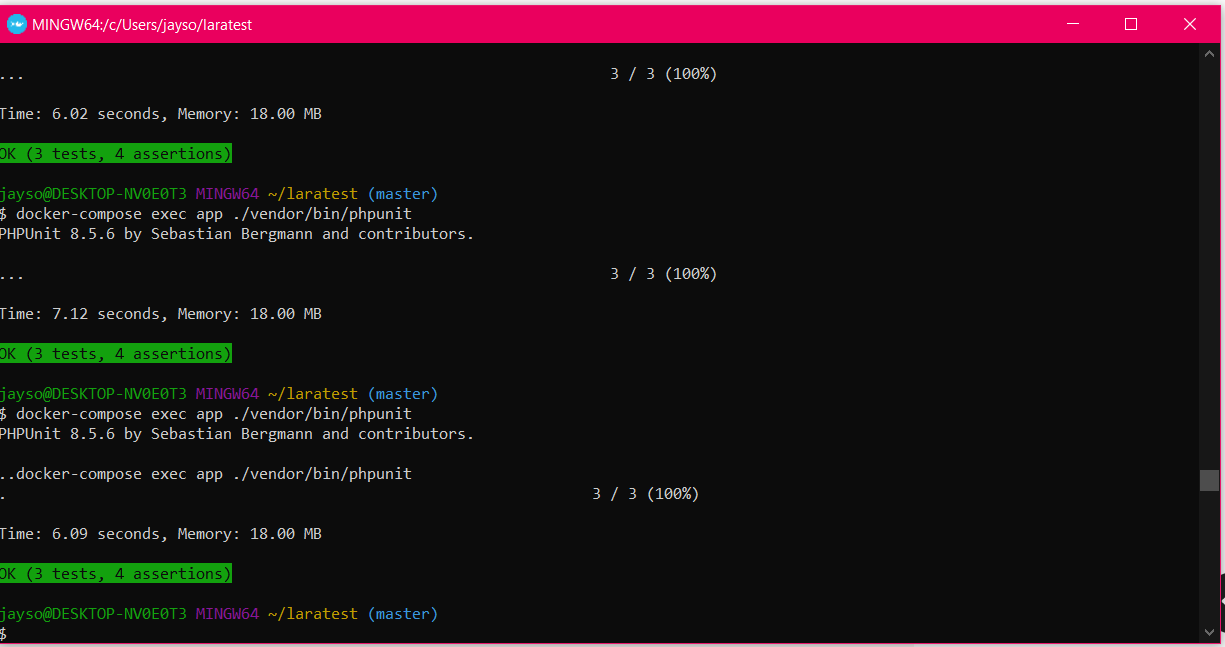 MINGW64:/c/Users/jayso/laratest
... 3 / 3 (100%)
Time: 6.02 seconds, Memory: 18.00 MB
OK (3 tests, 4 assertions)
jayso@DESKTOP-NV0E0T3 MINGW64 ~/laratest (master)
$ docker-compose exec app ./vendor/bin/phpunit
PHPUnit 8.5.6 by Sebastian Bergmann and contributors.
... 3 / 3 (100%)
Time: 7.12 seconds, Memory: 18.00 MB
OK (3 tests, 4 assertions)
jayso@DESKTOP-NV0E0T3 MINGW64 ~/laratest (master)
$ docker-compose exec app ./vendor/bin/phpunit
PHPUnit 8.5.6 by Sebastian Bergmann and contributors.
..docker-compose exec app ./vendor/bin/phpunit
. 3 / 3 (100%)
Time: 6.09 seconds, Memory: 18.00 MB
OK (3 tests, 4 assertions)
jayso@DESKTOP-NV0E0T3 MINGW64 ~/laratest (master)
$